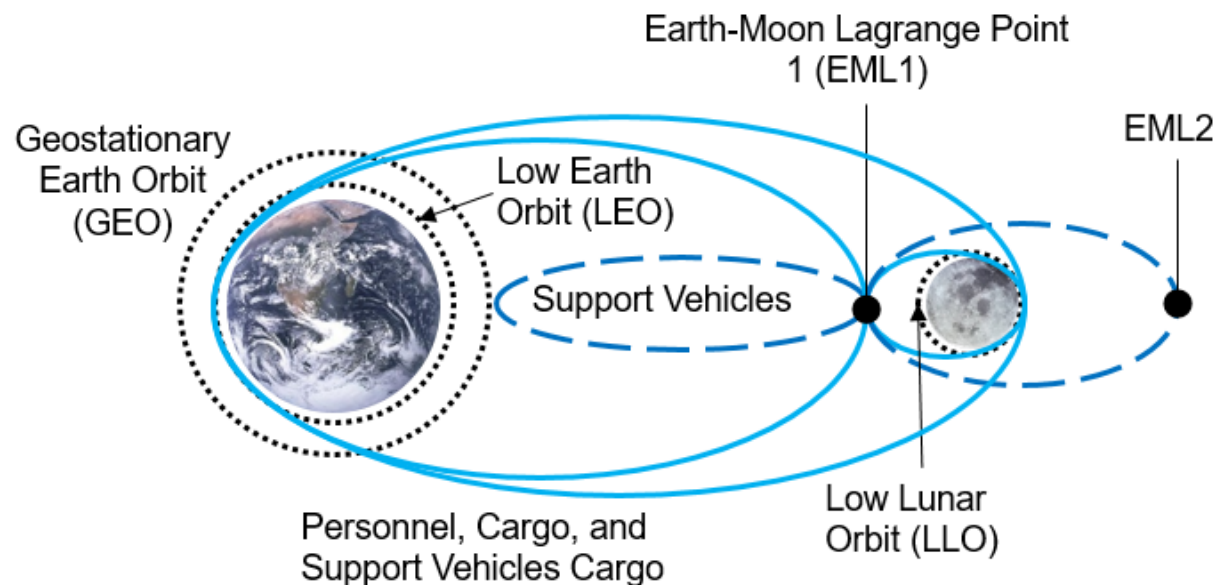 Earth-Moon Lagrange Point
1 (EML1)
Geostationary
Earth Orbit
(GEO)
Low Earth
Orbit (LEO)
EML2
Support Vehicles
Low Lunar
Orbit (LLO)
Personnel, Cargo, and
Support Vehicles Cargo